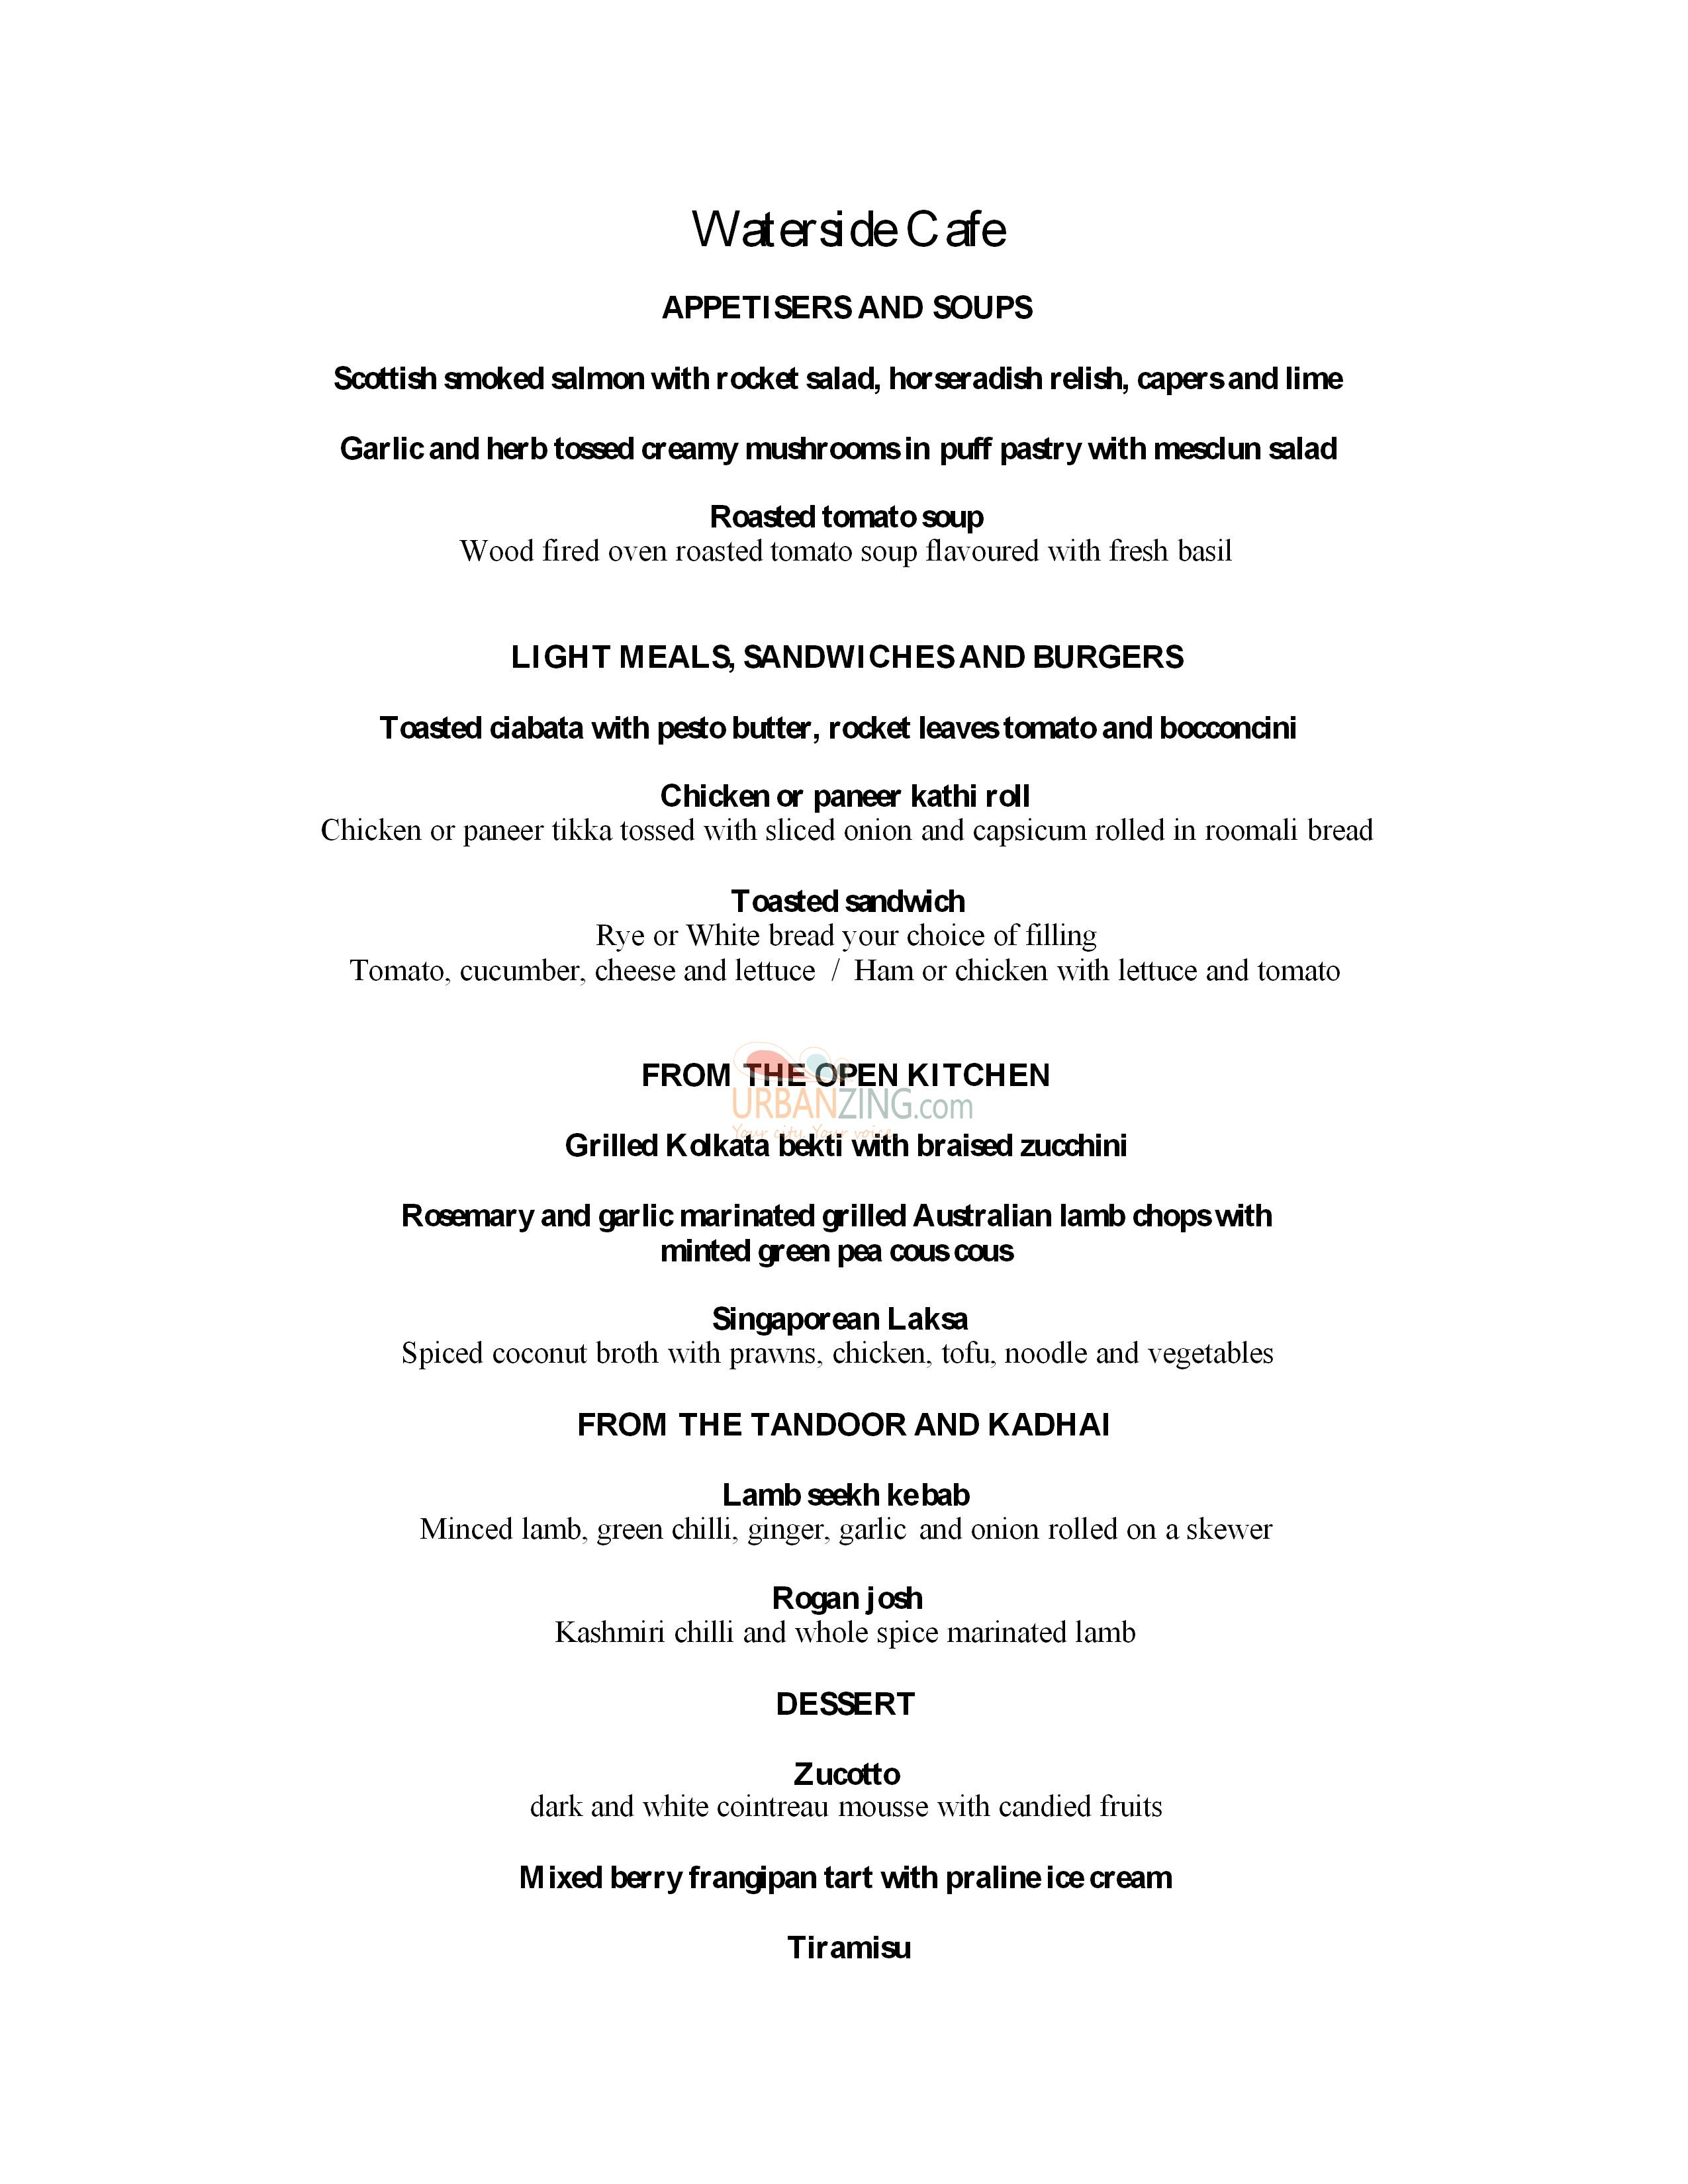 Waterside Cafe
APPETISERS AND SOUPS
Scottish smoked salmon with rocket salad, horseradish relish, capers and lime
Garlic and herb tossed creamy mushrooms in puff pastry with mesclun salad
Roasted tomato soup
Wood fired oven roasted tomato soup flavoured with fresh basil
LIGHT MEALS, SANDWICHES AND BURGERS
Toasted ciabata with pesto butter, rocket leaves tomato and bocconcini
Chicken or paneer kathi roll
Chicken or paneer tikka tossed with sliced onion and capsicum rolled in roomali bread
Toasted sandwich
Rye or White bread your choice of filling
Tomato, cucumber, cheese and lettuce / Ham or chicken with lettuce and tomato
FROM THE OPEN KITCHEN
URBANZING.com
Your city Your voice
Grilled Kolkata bekti with braised zucchini
Rosemary and garlic marinated grilled Australian lamb chops with
minted green pea cous cous
Singaporean Laksa
Spiced coconut broth with prawns, chicken, tofu, noodle and vegetables
FROM THE TANDOOR AND KADHAI
Lamb seekh kebab
Minced lamb, green chilli, ginger, garlic and onion rolled on a skewer
Rogan josh
Kashmiri chilli and whole spice marinated lamb
DESSERT
Zucotto
dark and white cointreau mousse with candied fruits
Mixed berry frangipan tart with praline ice cream
Tiramisu